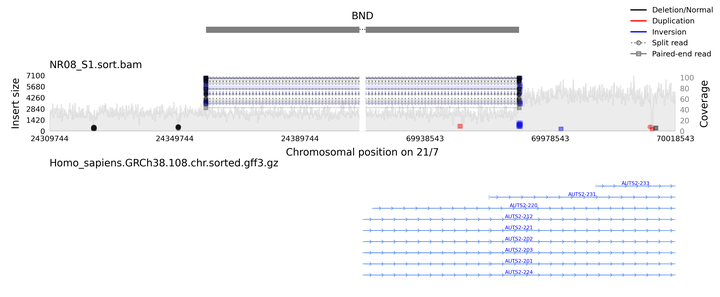 BND
Deletion/Normal
Duplication
Inversion
Split read
Paired-end read
NR08_S1.sort.bam
Insert size
7100
5680
4260
2840
1420
0
100
80
60
40
20
0
Coverage
24309744 24349744 24389744 69938543 69978543 70018543
Chromosomal position on 21/7
Homo_sapiens.GRCh38.108.chr.sorted.gff3.gz
AUTS2-233
AUTS2-231
AUTS2-220
AUTS2-212
AUTS2-221
AUTS2-202
AUTS2-203
AUTS2-201
AUTS2-224